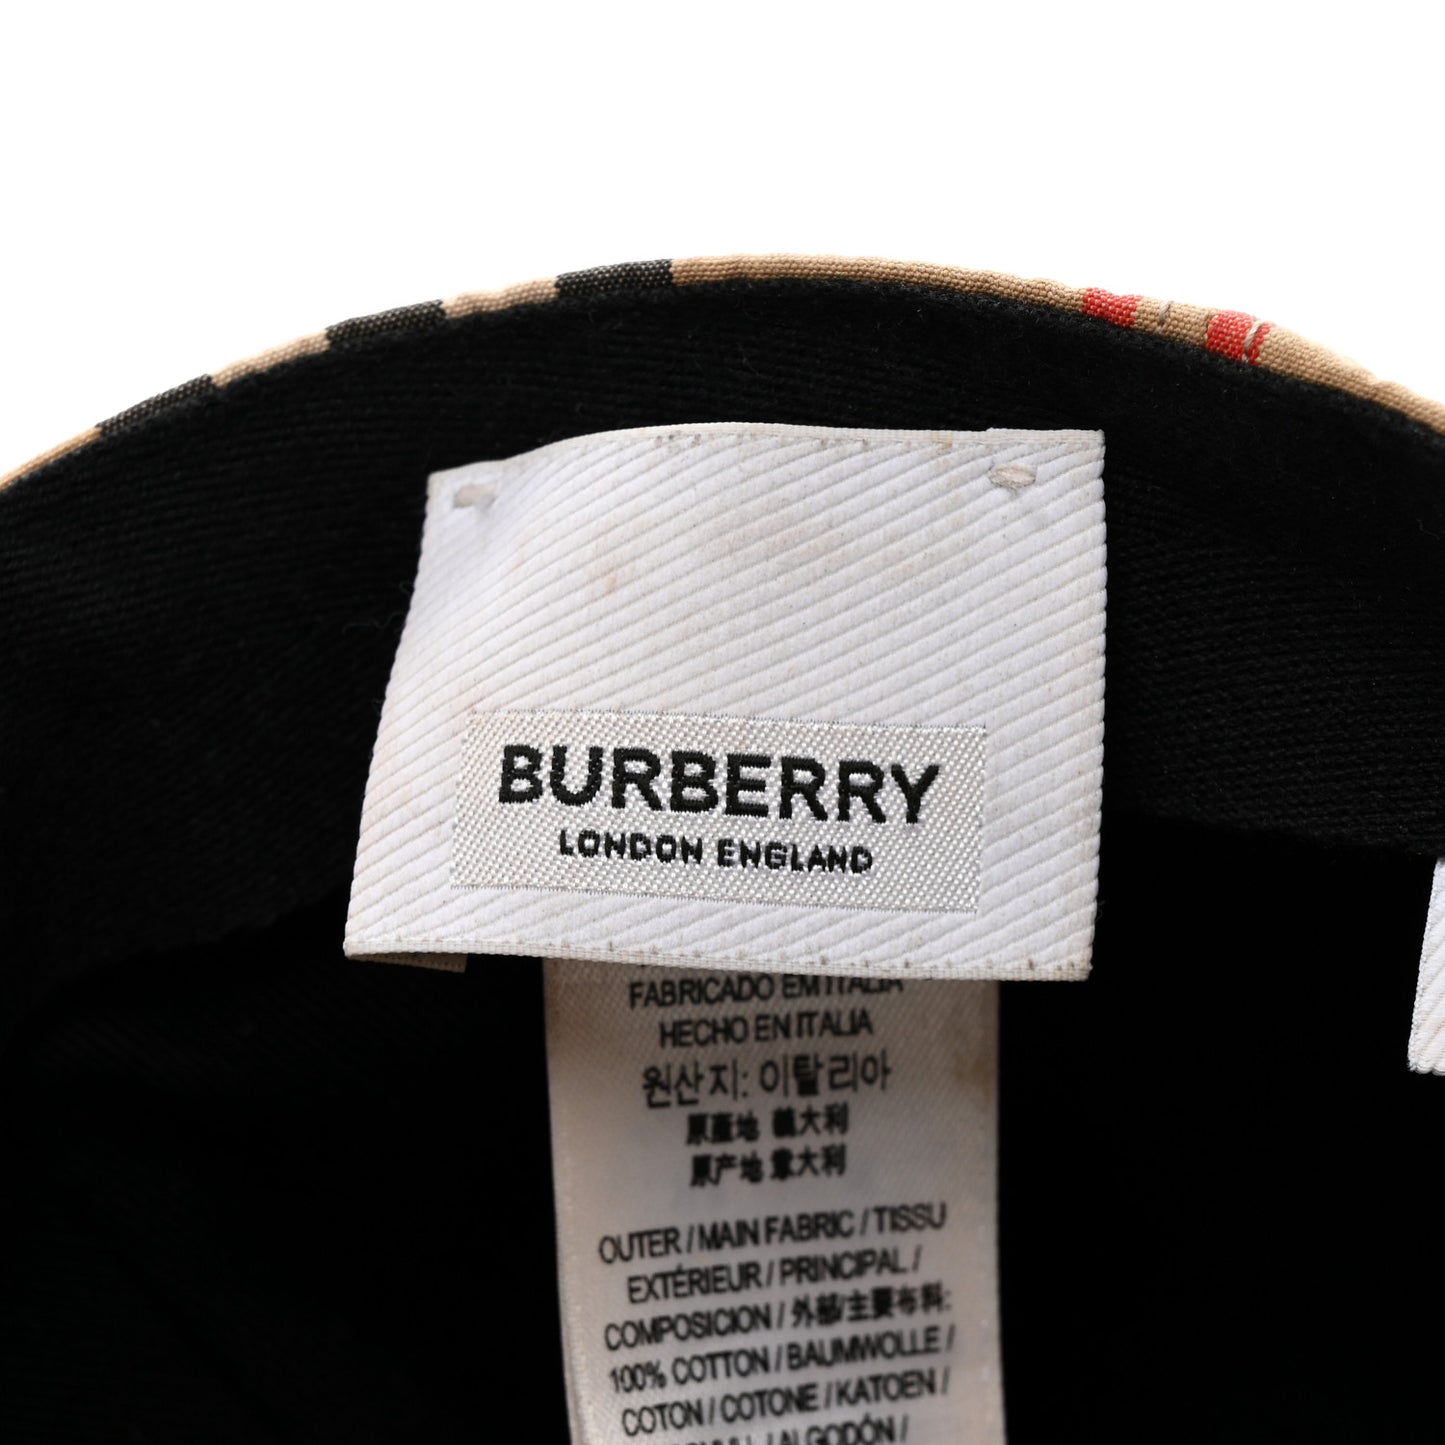 BURBERRY
LONDON ENGLAND
FABRICADO EM ITALIA
HECHO EN ITALIA
원산지: 이탈리아
原產地 義大利
原产地 意大利
OUTER / MAIN FABRIC / TISSU
EXTÉRIEUR / PRINCIPAL /
COMPOSICION / 外部/主要布料:
100% COTTON / BAUMWOLLE /
COTON / COTONE / KATOEN /
/ ALGODÓN /